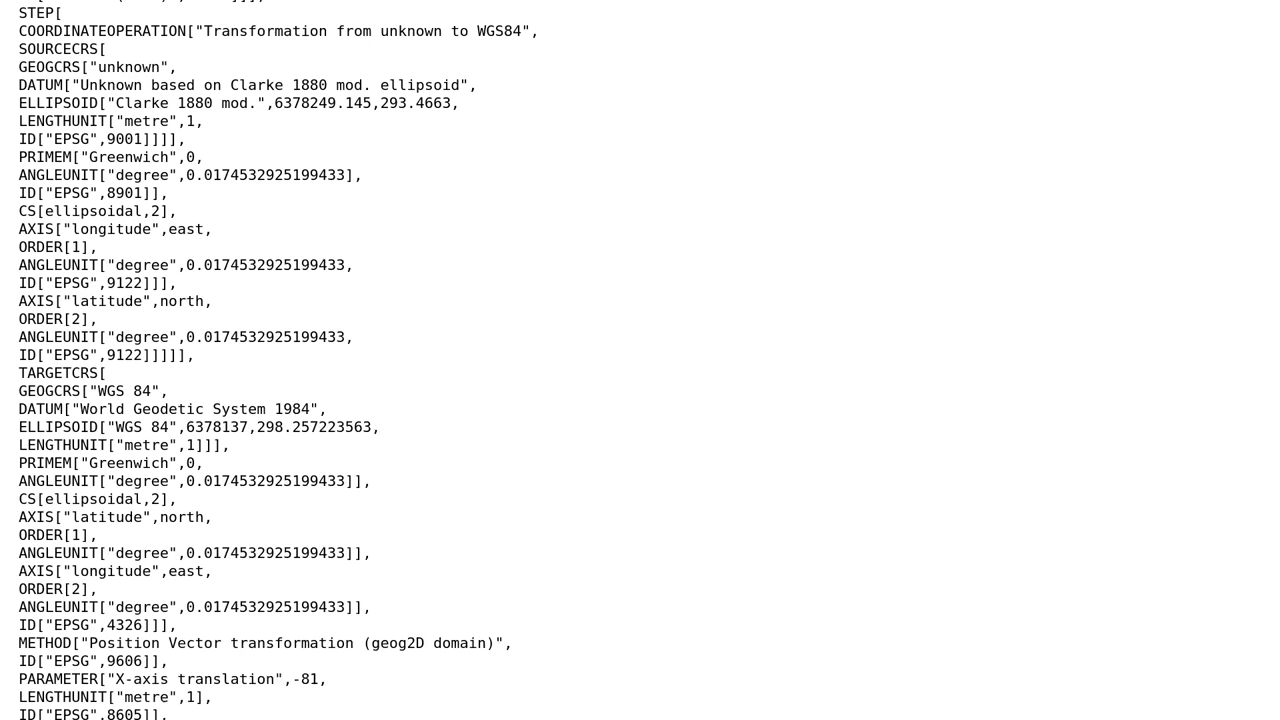 STEP[
COORDINATEOPERATION["Transformation from unknown to WGS84",
SOURCECRS[
GEOGCRS["unknown",
DATUM["Unknown based on Clarke 1880 mod. ellipsoid",
ELLIPSOID["Clarke 1880 mod.",6378249.145,293.4663,
LENGTHUNIT["metre",1,
ID["EPSG",9001]]]],
PRIMEM["Greenwich",0,
ANGLEUNIT["degree",0.0174532925199433],
ID["EPSG",8901]],
CS[ellipsoidal,2],
AXIS["longitude",east,
ORDER[1],
ANGLEUNIT["degree",0.0174532925199433,
ID["EPSG",9122]]],
AXIS["latitude",north,
ORDER[2],
ANGLEUNIT["degree",0.0174532925199433,
ID["EPSG",9122]]]]],
TARGETCRS[
GEOGCRS["WGS 84",
DATUM["World Geodetic System 1984",
ELLIPSOID["WGS 84",6378137,298.257223563,
LENGTHUNIT["metre",1]]],
PRIMEM["Greenwich",0,
ANGLEUNIT["degree",0.0174532925199433]],
CS[ellipsoidal,2],
AXIS["latitude",north,
ORDER[1],
ANGLEUNIT["degree",0.0174532925199433]],
AXIS["longitude",east,
ORDER[2],
ANGLEUNIT["degree",0.0174532925199433]],
ID["EPSG",4326]]],
METHOD["Position Vector transformation (geog2D domain)",
ID["EPSG",9606]],
PARAMETER["X-axis translation",-81,
LENGTHUNIT["metre",1],
ID["EPSG",8605]],